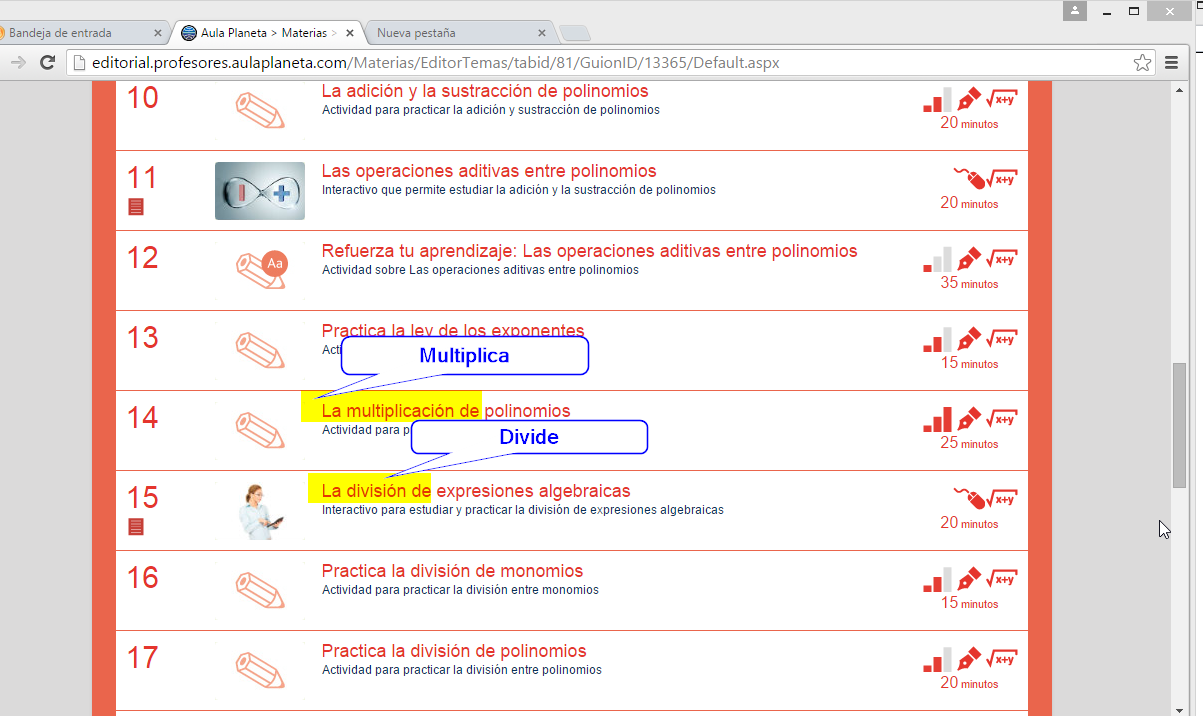 Bandeja de entrada
Aula Planeta > Materias >
Nueva pestaña
editorial.profesores.aulaplaneta.com/Materias/EditorTemas/tabid/81/GuionID/13365/Default.aspx
10
La adición y la sustracción de polinomios
Actividad para practicar la adición y sustracción de polinomios
√x+y
20 minutos
11
Las operaciones aditivas entre polinomios
Interactivo que permite estudiar la adición y la sustracción de polinomios
√x+y
20 minutos
12
Aa
Refuerza tu aprendizaje: Las operaciones aditivas entre polinomios
Actividad sobre Las operaciones aditivas entre polinomios
√x+y
35 minutos
13
Practica la ley de los exponentes
Acti
Multiplica
√x+y
15 minutos
14
La multiplicación de polinomios
Actividad para p
Divide
√x+y
25 minutos
15
La división de expresiones algebraicas
Interactivo para estudiar y practicar la división de expresiones algebraicas
√x+y
20 minutos
16
Practica la división de monomios
Actividad para practicar la división entre monomios
√x+y
15 minutos
17
Practica la división de polinomios
Actividad para practicar la división entre polinomios
√x+y
20 minutos